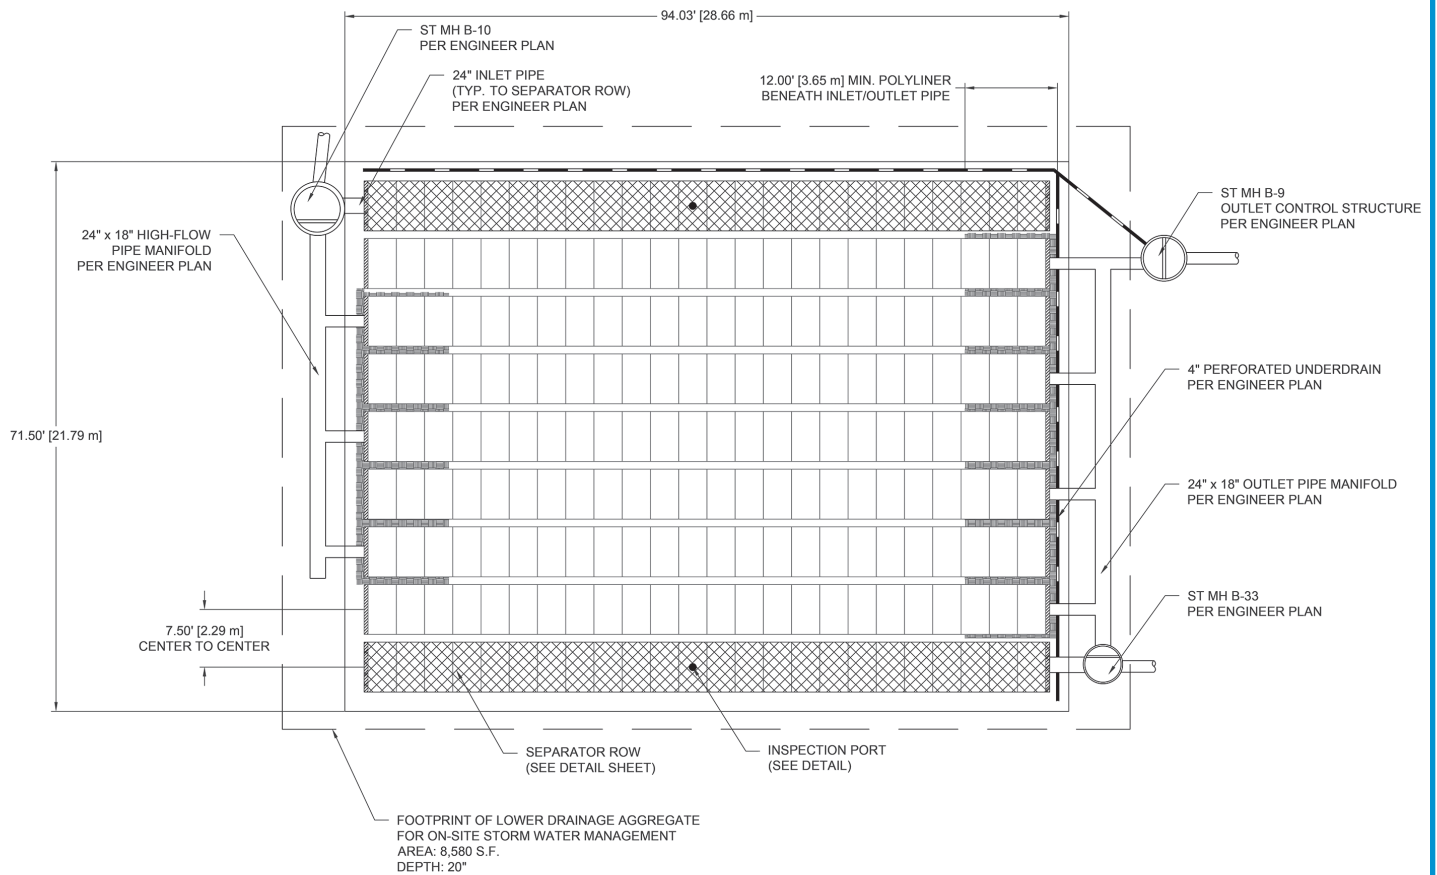 94.03' [28.66 m]
ST MH B-10
PER ENGINEER PLAN
24" INLET PIPE
(TYP. TO SEPARATOR ROW)
PER ENGINEER PLAN
12.00' [3.65 m] MIN. POLYLINER
BENEATH INLET/OUTLET PIPE
ST MH B-9
OUTLET CONTROL STRUCTURE
PER ENGINEER PLAN
24" x 18" HIGH-FLOW
PIPE MANIFOLD
PER ENGINEER PLAN
4" PERFORATED UNDERDRAIN
PER ENGINEER PLAN
71.50' [21.79 m]
24" x 18" OUTLET PIPE MANIFOLD
PER ENGINEER PLAN
ST MH B-33
PER ENGINEER PLAN
7.50' [2.29 m]
CENTER TO CENTER
SEPARATOR ROW
(SEE DETAIL SHEET)
INSPECTION PORT
(SEE DETAIL)
FOOTPRINT OF LOWER DRAINAGE AGGREGATE
FOR ON-SITE STORM WATER MANAGEMENT
AREA: 8,580 S.F.
DEPTH: 20"